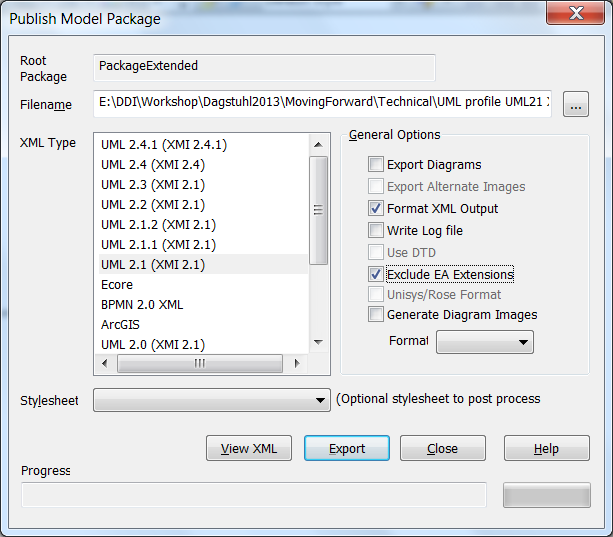 Publish Model Package
Root
Package
PackageExtended
Filename
E:\DDI\Workshop\Dagstuhl2013\MovingForward\Technical\UML profile UML21
...
XML Type
UML 2.4.1 (XMI 2.4.1)
UML 2.4 (XMI 2.4)
UML 2.3 (XMI 2.1)
UML 2.2 (XMI 2.1)
UML 2.1.2 (XMI 2.1)
UML 2.1.1 (XMI 2.1)
UML 2.1 (XMI 2.1)
Ecore
BPMN 2.0 XML
ArcGIS
UML 2.0 (XMI 2.1)
General Options
Export Diagrams
Export Alternate Images
Format XML Output
Write Log file
Use DTD
Exclude EA Extensions
Unisys/Rose Format
Generate Diagram Images
Format
Stylesheet
(Optional stylesheet to post process
View XML
Export
Close
Help
Progress